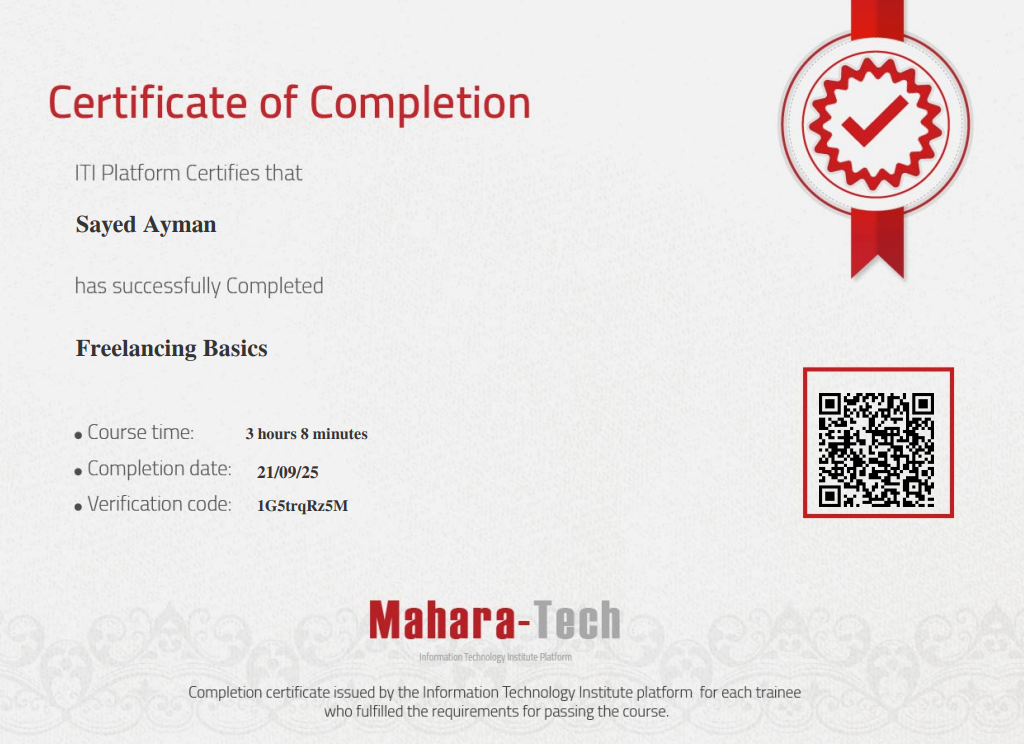 Certificate of Completion
ITI Platform Certifies that
Sayed Ayman
has successfully Completed
Freelancing Basics
Course time: 3 hours 8 minutes
Completion date: 21/09/25
Verification code: 1G5trqRz5M
Mahara-Tech
Information Technology Institute Platform
Completion certificate issued by the Information Technology Institute platform for each trainee
who fulfilled the requirements for passing the course.